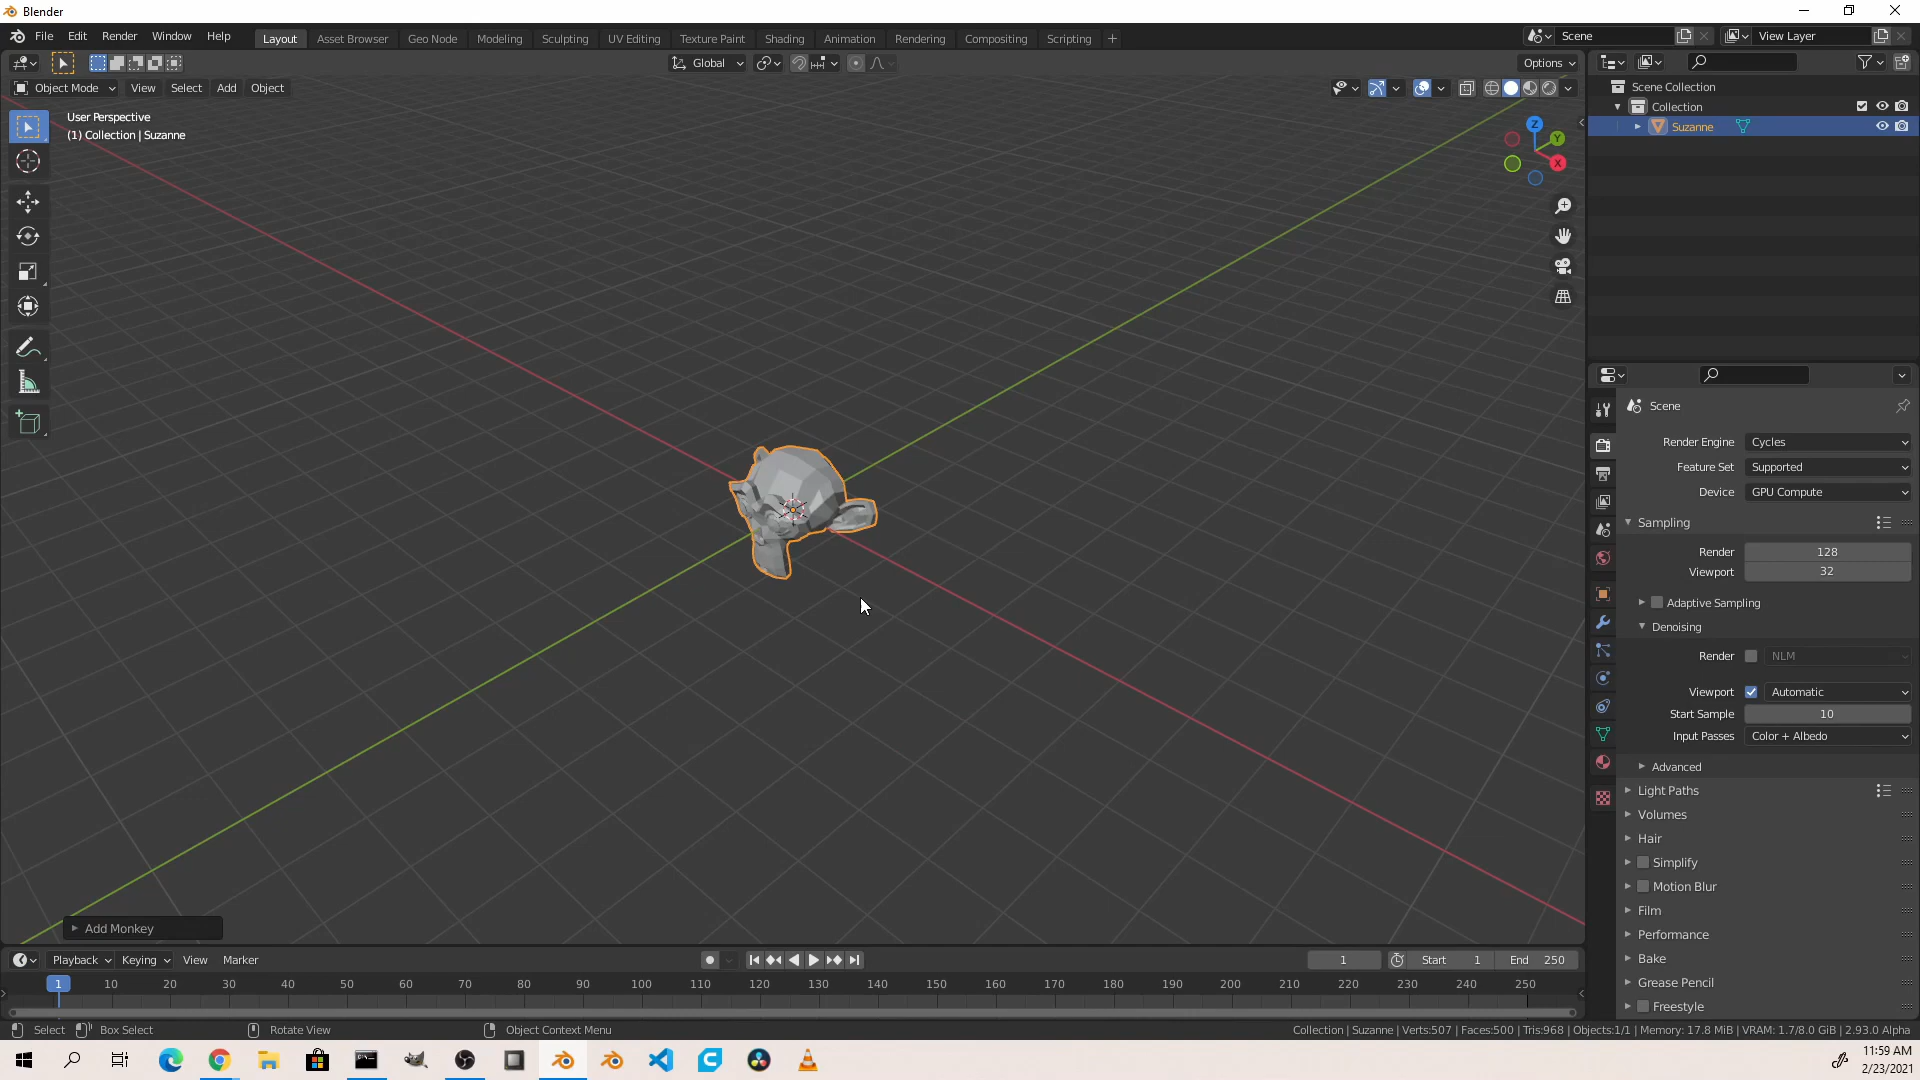 Blender
File Edit Render Window Help
Layout Asset Browser Geo Node Modeling Sculpting UV Editing Texture Paint Shading Animation Rendering Compositing Scripting +
Scene
View Layer
Global
Options
Object Mode View Select Add Object
User Perspective
(1) Collection | Suzanne
Z
Y
X
Scene Collection
Collection
Suzanne
Scene
Render Engine Cycles
Feature Set Supported
Device GPU Compute
Sampling
Render 128
Viewport 32
Adaptive Sampling
Denoising
Render NLM
Viewport Automatic
Start Sample 10
Input Passes Color + Albedo
Advanced
Light Paths
Volumes
Hair
Simplify
Motion Blur
Film
Performance
Bake
Grease Pencil
Freestyle
Add Monkey
Playback Keying View Marker
1
Start 1
End 250
1 10 20 30 40 50 60 70 80 90 100 110 120 130 140 150 160 170 180 190 200 210 220 230 240 250
Select Box Select Rotate View Object Context Menu
Collection | Suzanne | Verts:507 | Faces:500 | Tris:968 | Objects:1/1 | Memory: 17.8 MiB | VRAM: 1.7/8.0 GiB | 2.93.0 Alpha
11:59 AM
2/23/2021